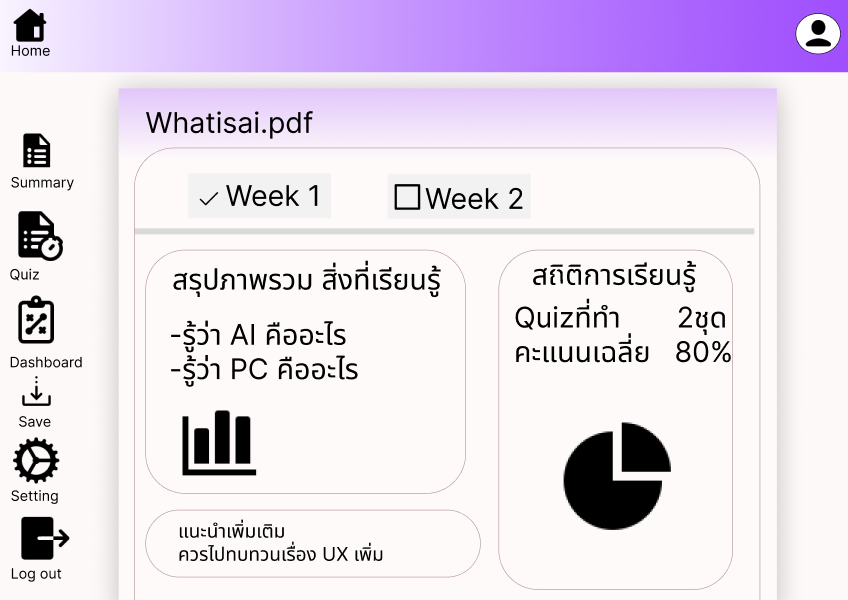 Home
Whatisai.pdf
Summary
Week 1
Week 2
Quiz
สรุปภาพรวม สิ่งที่เรียนรู้
-รู้ว่า AI คืออะไร
-รู้ว่า PC คืออะไร
สถิติการเรียนรู้
Quizที่ทำ 2ชุด
คะแนนเฉลี่ย 80%
Dashboard
Save
Setting
แนะนำเพิ่มเติม
ควรไปทบทวนเรื่อง UX เพิ่ม
Log out